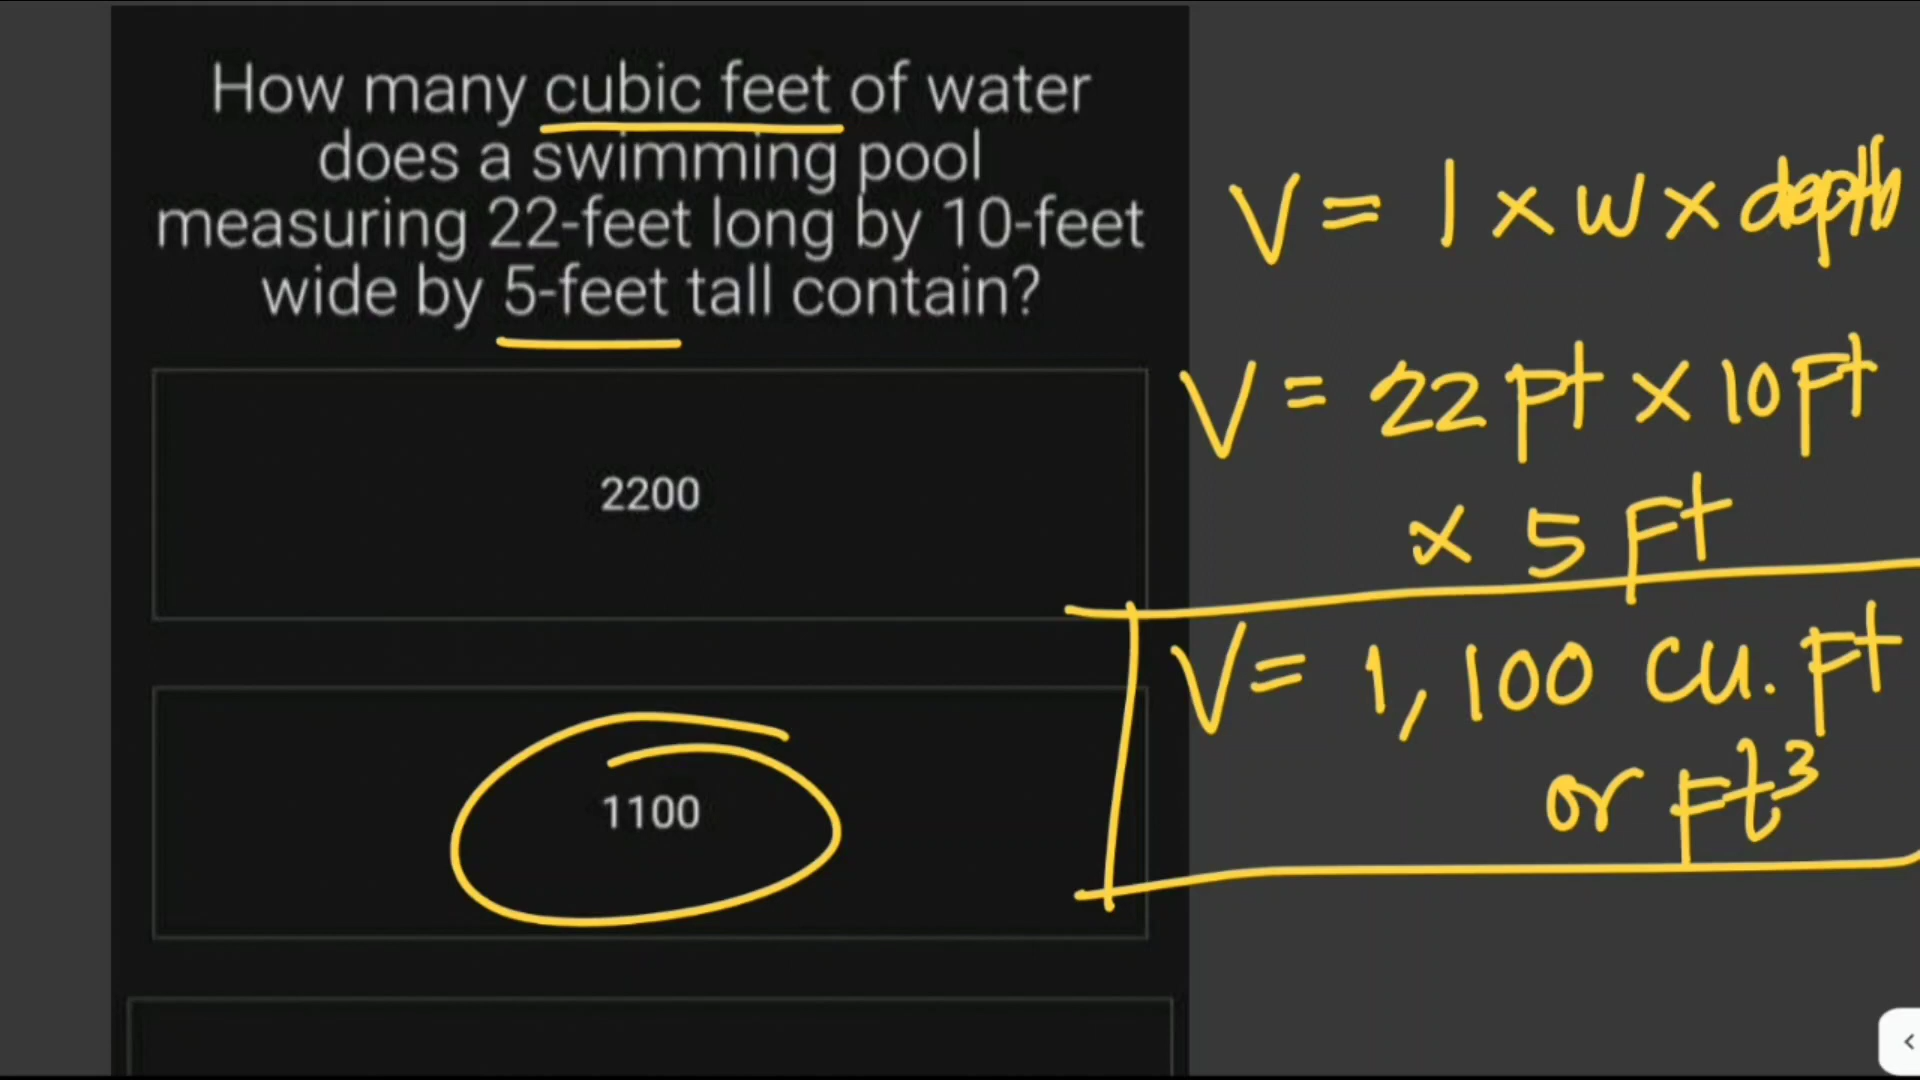 How many cubic feet of water
does a swimming pool
measuring 22-feet long by 10-feet
wide by 5-feet tall contain?
2200
1100
V = l x w x depth
V = 22 Ft x 10 Ft
x 5 Ft
V = 1,100 cu. Ft
or Ft³
<